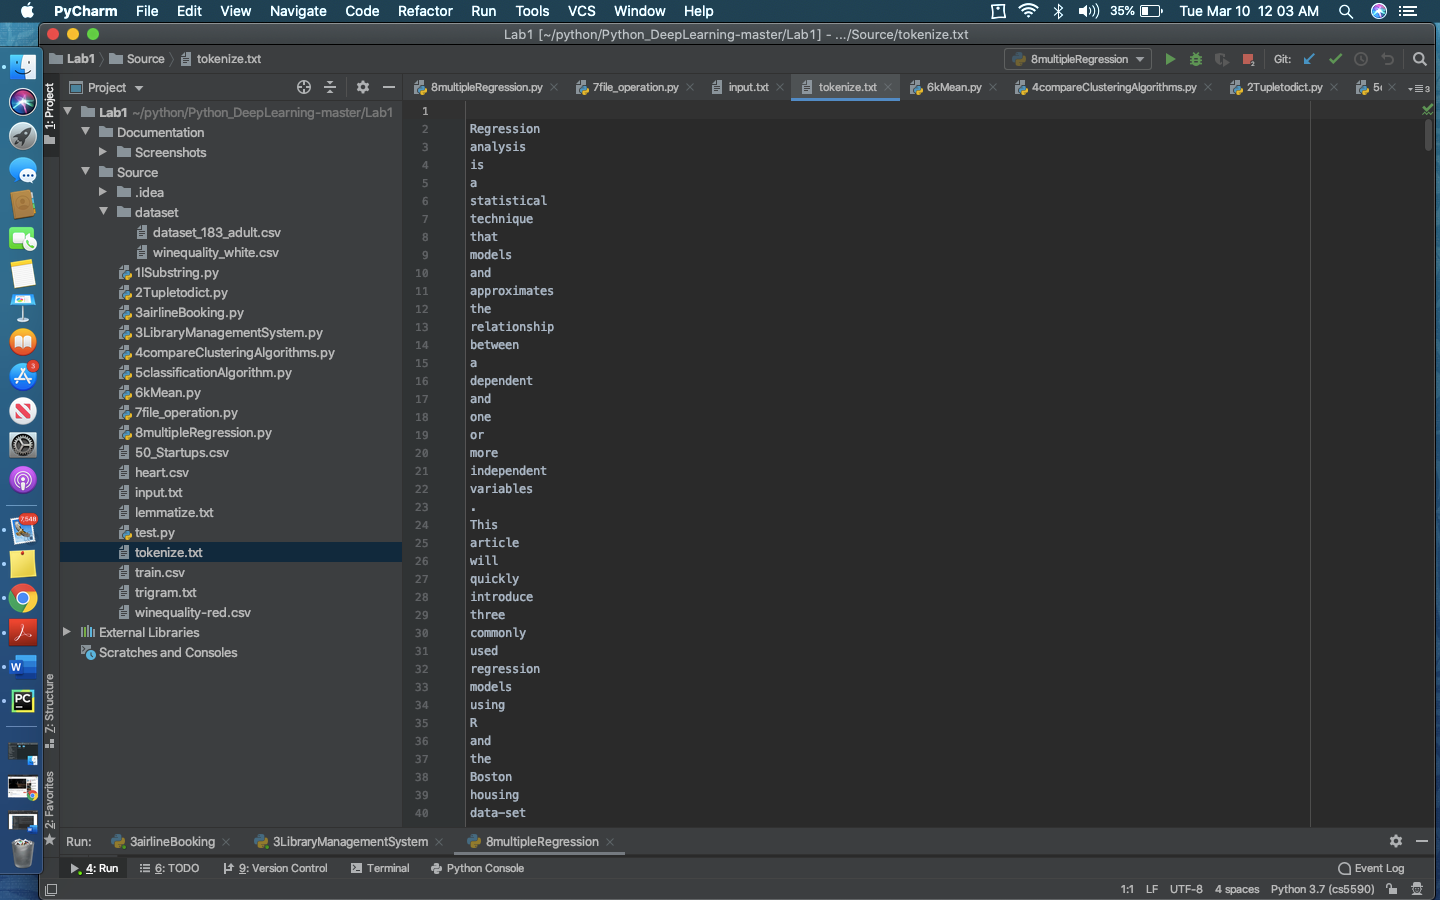 PyCharm File Edit View Navigate Code Refactor Run Tools VCS Window Help 35% Tue Mar 10 12 03 AM
Lab1 [~/python/Python_DeepLearning-master/Lab1] - .../Source/tokenize.txt
Lab1 Source tokenize.txt 8multipleRegression Git:
Project 8multipleRegression.py 7file_operation.py input.txt tokenize.txt 6kMean.py 4compareClusteringAlgorithms.py 2Tupletodict.py
1: Project
Lab1 ~/python/Python_DeepLearning-master/Lab1
Documentation
Screenshots
Source
.idea
dataset
dataset_183_adult.csv
winequality_white.csv
1lSubstring.py
2Tupletodict.py
3airlineBooking.py
3LibraryManagementSystem.py
4compareClusteringAlgorithms.py
5classificationAlgorithm.py
6kMean.py
7file_operation.py
8multipleRegression.py
50_Startups.csv
heart.csv
input.txt
lemmatize.txt
test.py
tokenize.txt
train.csv
trigram.txt
winequality-red.csv
External Libraries
Scratches and Consoles
Z: Structure
2: Favorites
3
7,548
W
PC
1
2 Regression
3 analysis
4 is
5 a
6 statistical
7 technique
8 that
9 models
10 and
11 approximates
12 the
13 relationship
14 between
15 a
16 dependent
17 and
18 one
19 or
20 more
21 independent
22 variables
23 .
24 This
25 article
26 will
27 quickly
28 introduce
29 three
30 commonly
31 used
32 regression
33 models
34 using
35 R
36 and
37 the
38 Boston
39 housing
40 data-set
Run: 3airlineBooking 3LibraryManagementSystem 8multipleRegression
4: Run 6: TODO 9: Version Control Terminal Python Console Event Log
1:1 LF UTF-8 4 spaces Python 3.7 (cs5590)